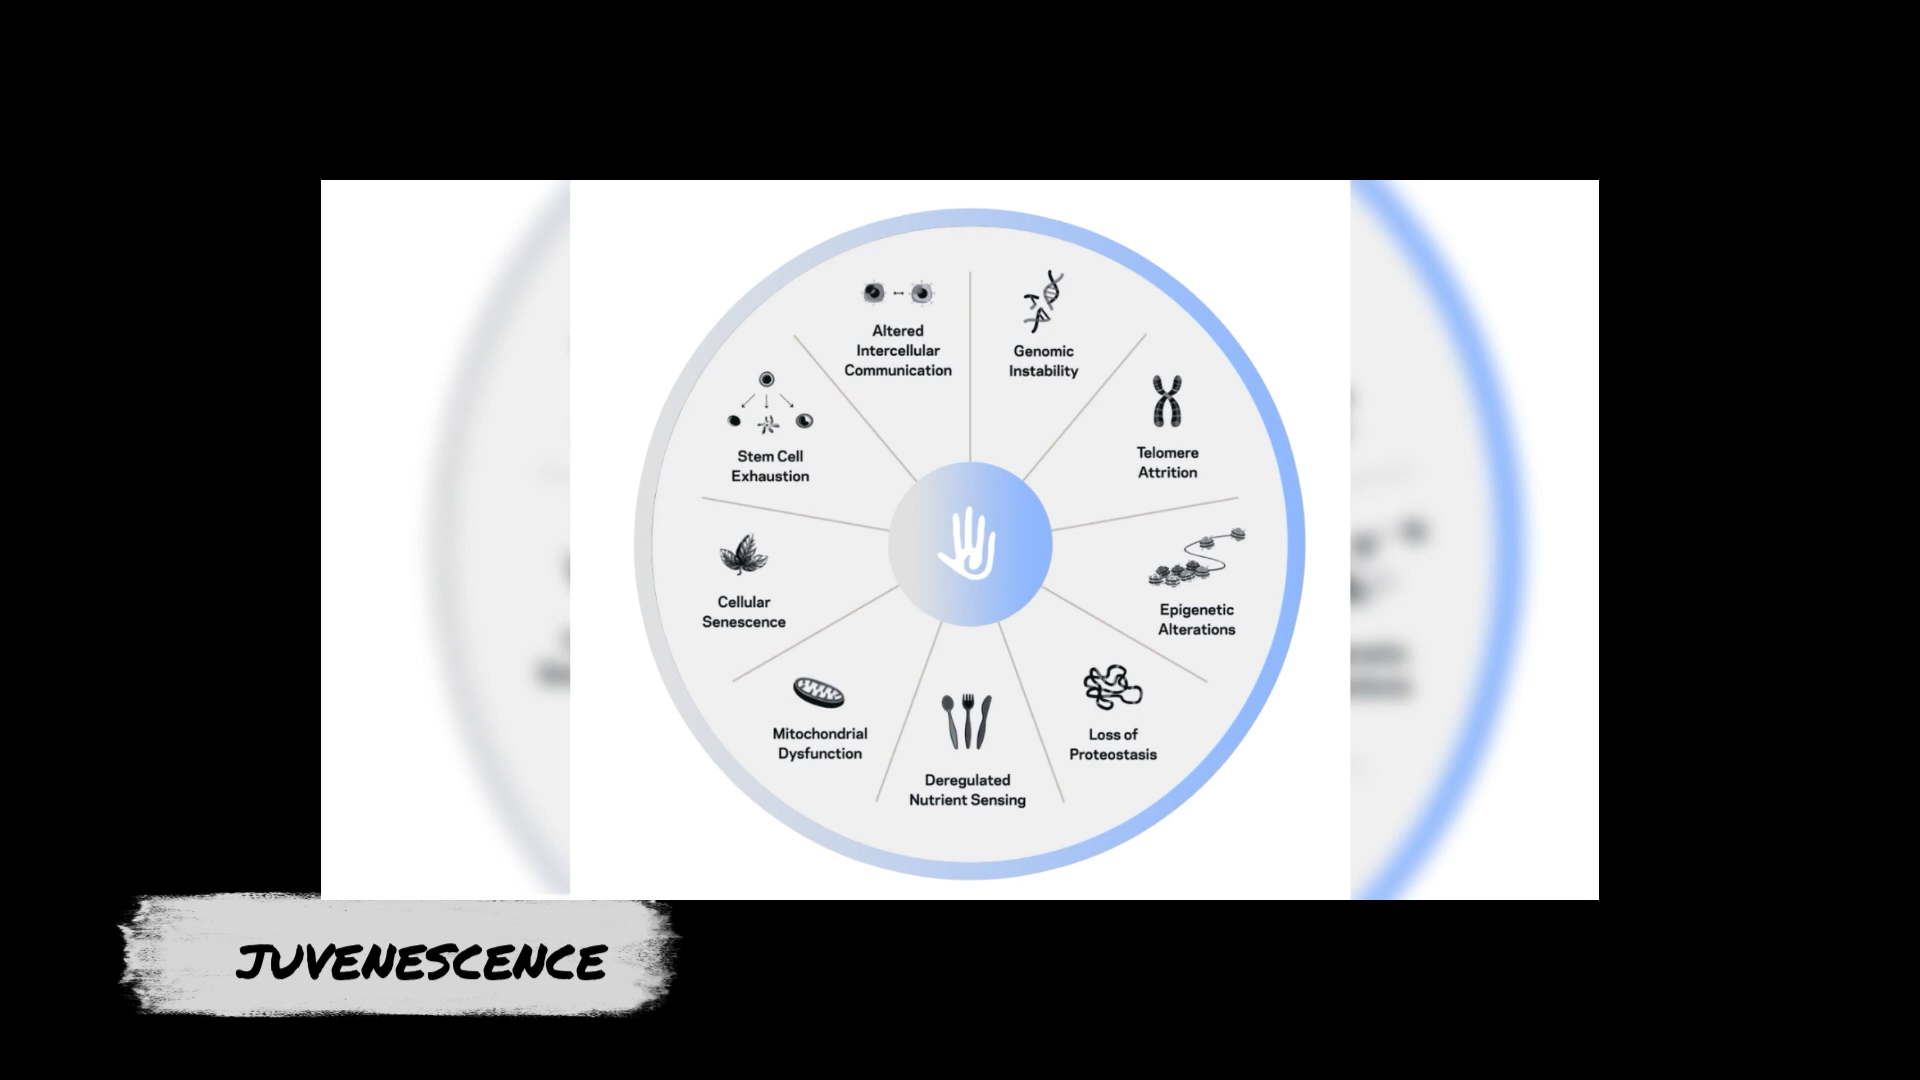 Altered
Intercellular
Communication
Genomic
Instability
Telomere
Attrition
Epigenetic
Alterations
Loss of
Proteostasis
Deregulated
Nutrient Sensing
Mitochondrial
Dysfunction
Cellular
Senescence
Stem Cell
Exhaustion
JUVENESCENCE